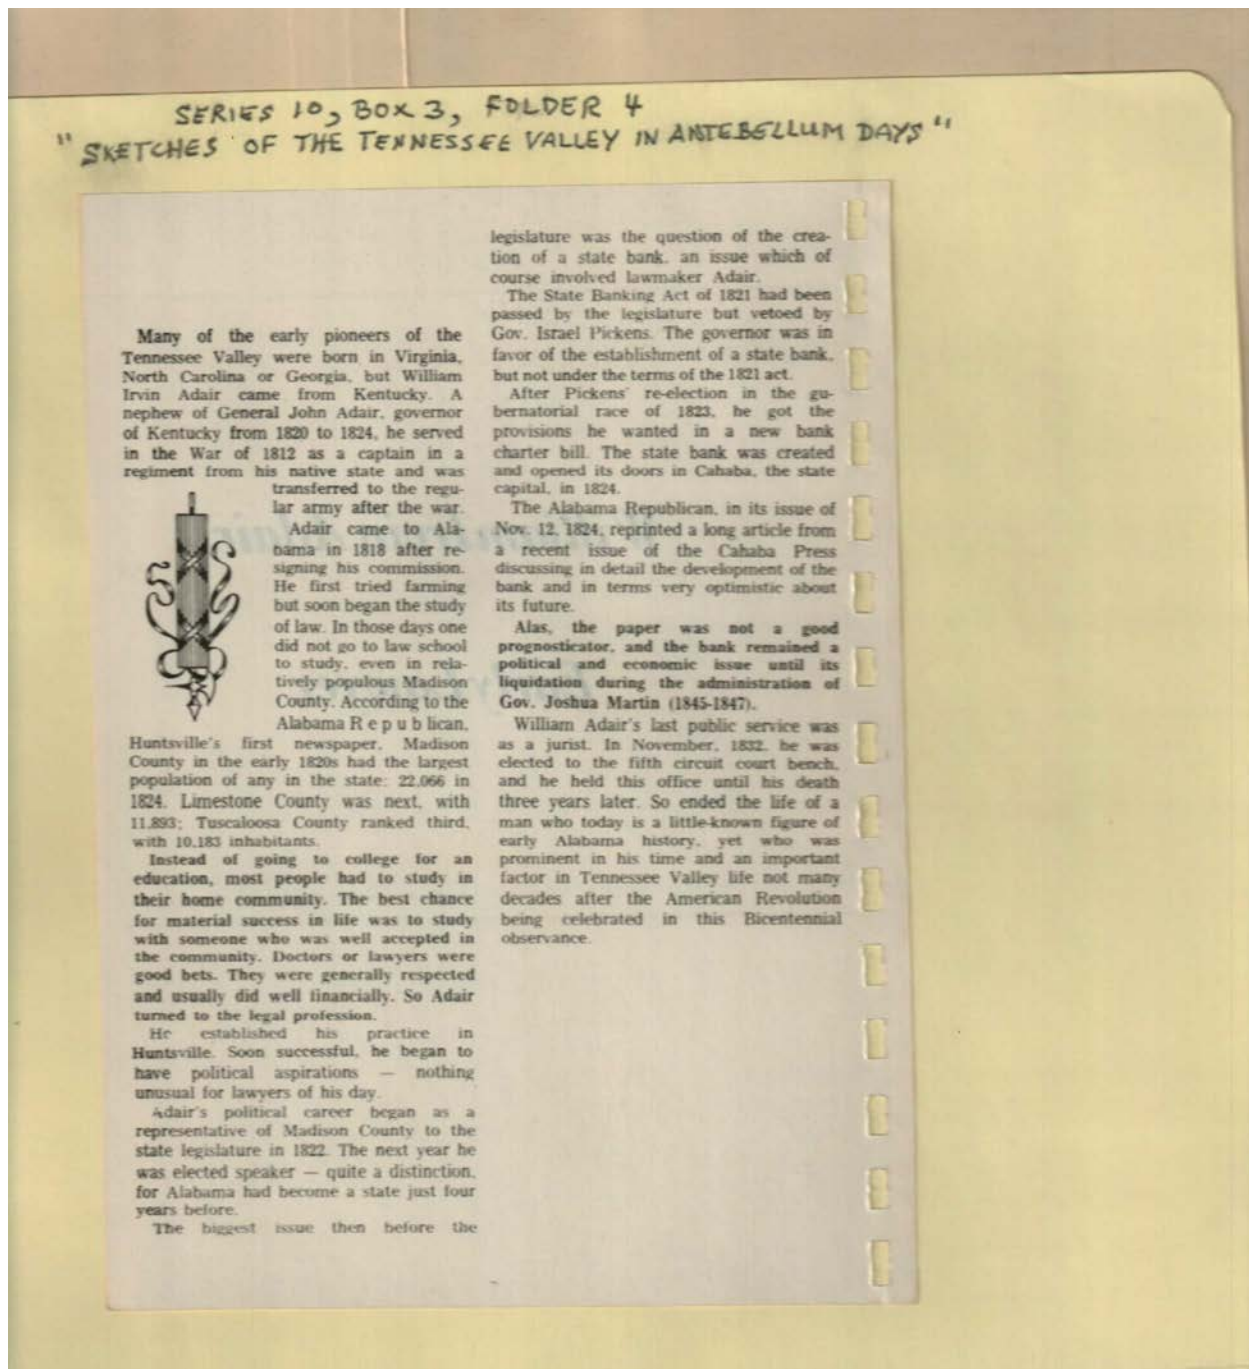 SERIES 10, BOX 3, FOLDER 4
"SKETCHES OF THE TENNESSEE VALLEY IN ANTEBELLUM DAYS"
Many of the early pioneers of the
Tennessee Valley were born in Virginia,
North Carolina or Georgia, but William
Irvin Adair came from Kentucky. A
nephew of General John Adair, governor
of Kentucky from 1820 to 1824, he served
in the War of 1812 as a captain in a
regiment from his native state and was
transferred to the regu-
lar army after the war.
Adair came to Ala-
bama in 1818 after re-
signing his commission.
He first tried farming
but soon began the study
of law. In those days one
did not go to law school
to study, even in rela-
tively populous Madison
County. According to the
Alabama R e p u b lican,
Huntsville's first newspaper, Madison
County in the early 1820s had the largest
population of any in the state: 22,066 in
1824. Limestone County was next, with
11,893; Tuscaloosa County ranked third,
with 10,183 inhabitants.
Instead of going to college for an
education, most people had to study in
their home community. The best chance
for material success in life was to study
with someone who was well accepted in
the community. Doctors or lawyers were
good bets. They were generally respected
and usually did well financially. So Adair
turned to the legal profession.
He established his practice in
Huntsville. Soon successful, he began to
have political aspirations — nothing
unusual for lawyers of his day.
Adair's political career began as a
representative of Madison County to the
state legislature in 1822. The next year he
was elected speaker — quite a distinction,
for Alabama had become a state just four
years before.
The biggest issue then before the
legislature was the question of the crea-
tion of a state bank, an issue which of
course involved lawmaker Adair.
The State Banking Act of 1821 had been
passed by the legislature but vetoed by
Gov. Israel Pickens. The governor was in
favor of the establishment of a state bank,
but not under the terms of the 1821 act.
After Pickens' re-election in the gu-
bernatorial race of 1823, he got the
provisions he wanted in a new bank
charter bill. The state bank was created
and opened its doors in Cahaba, the state
capital, in 1824.
The Alabama Republican, in its issue of
Nov. 12, 1824, reprinted a long article from
a recent issue of the Cahaba Press
discussing in detail the development of the
bank and in terms very optimistic about
its future.
Alas, the paper was not a good
prognosticator, and the bank remained a
political and economic issue until its
liquidation during the administration of
Gov. Joshua Martin (1845-1847).
William Adair's last public service was
as a jurist. In November, 1832, he was
elected to the fifth circuit court bench,
and he held this office until his death
three years later. So ended the life of a
man who today is a little-known figure of
early Alabama history, yet who was
prominent in his time and an important
factor in Tennessee Valley life not many
decades after the American Revolution
being celebrated in this Bicentennial
observance.